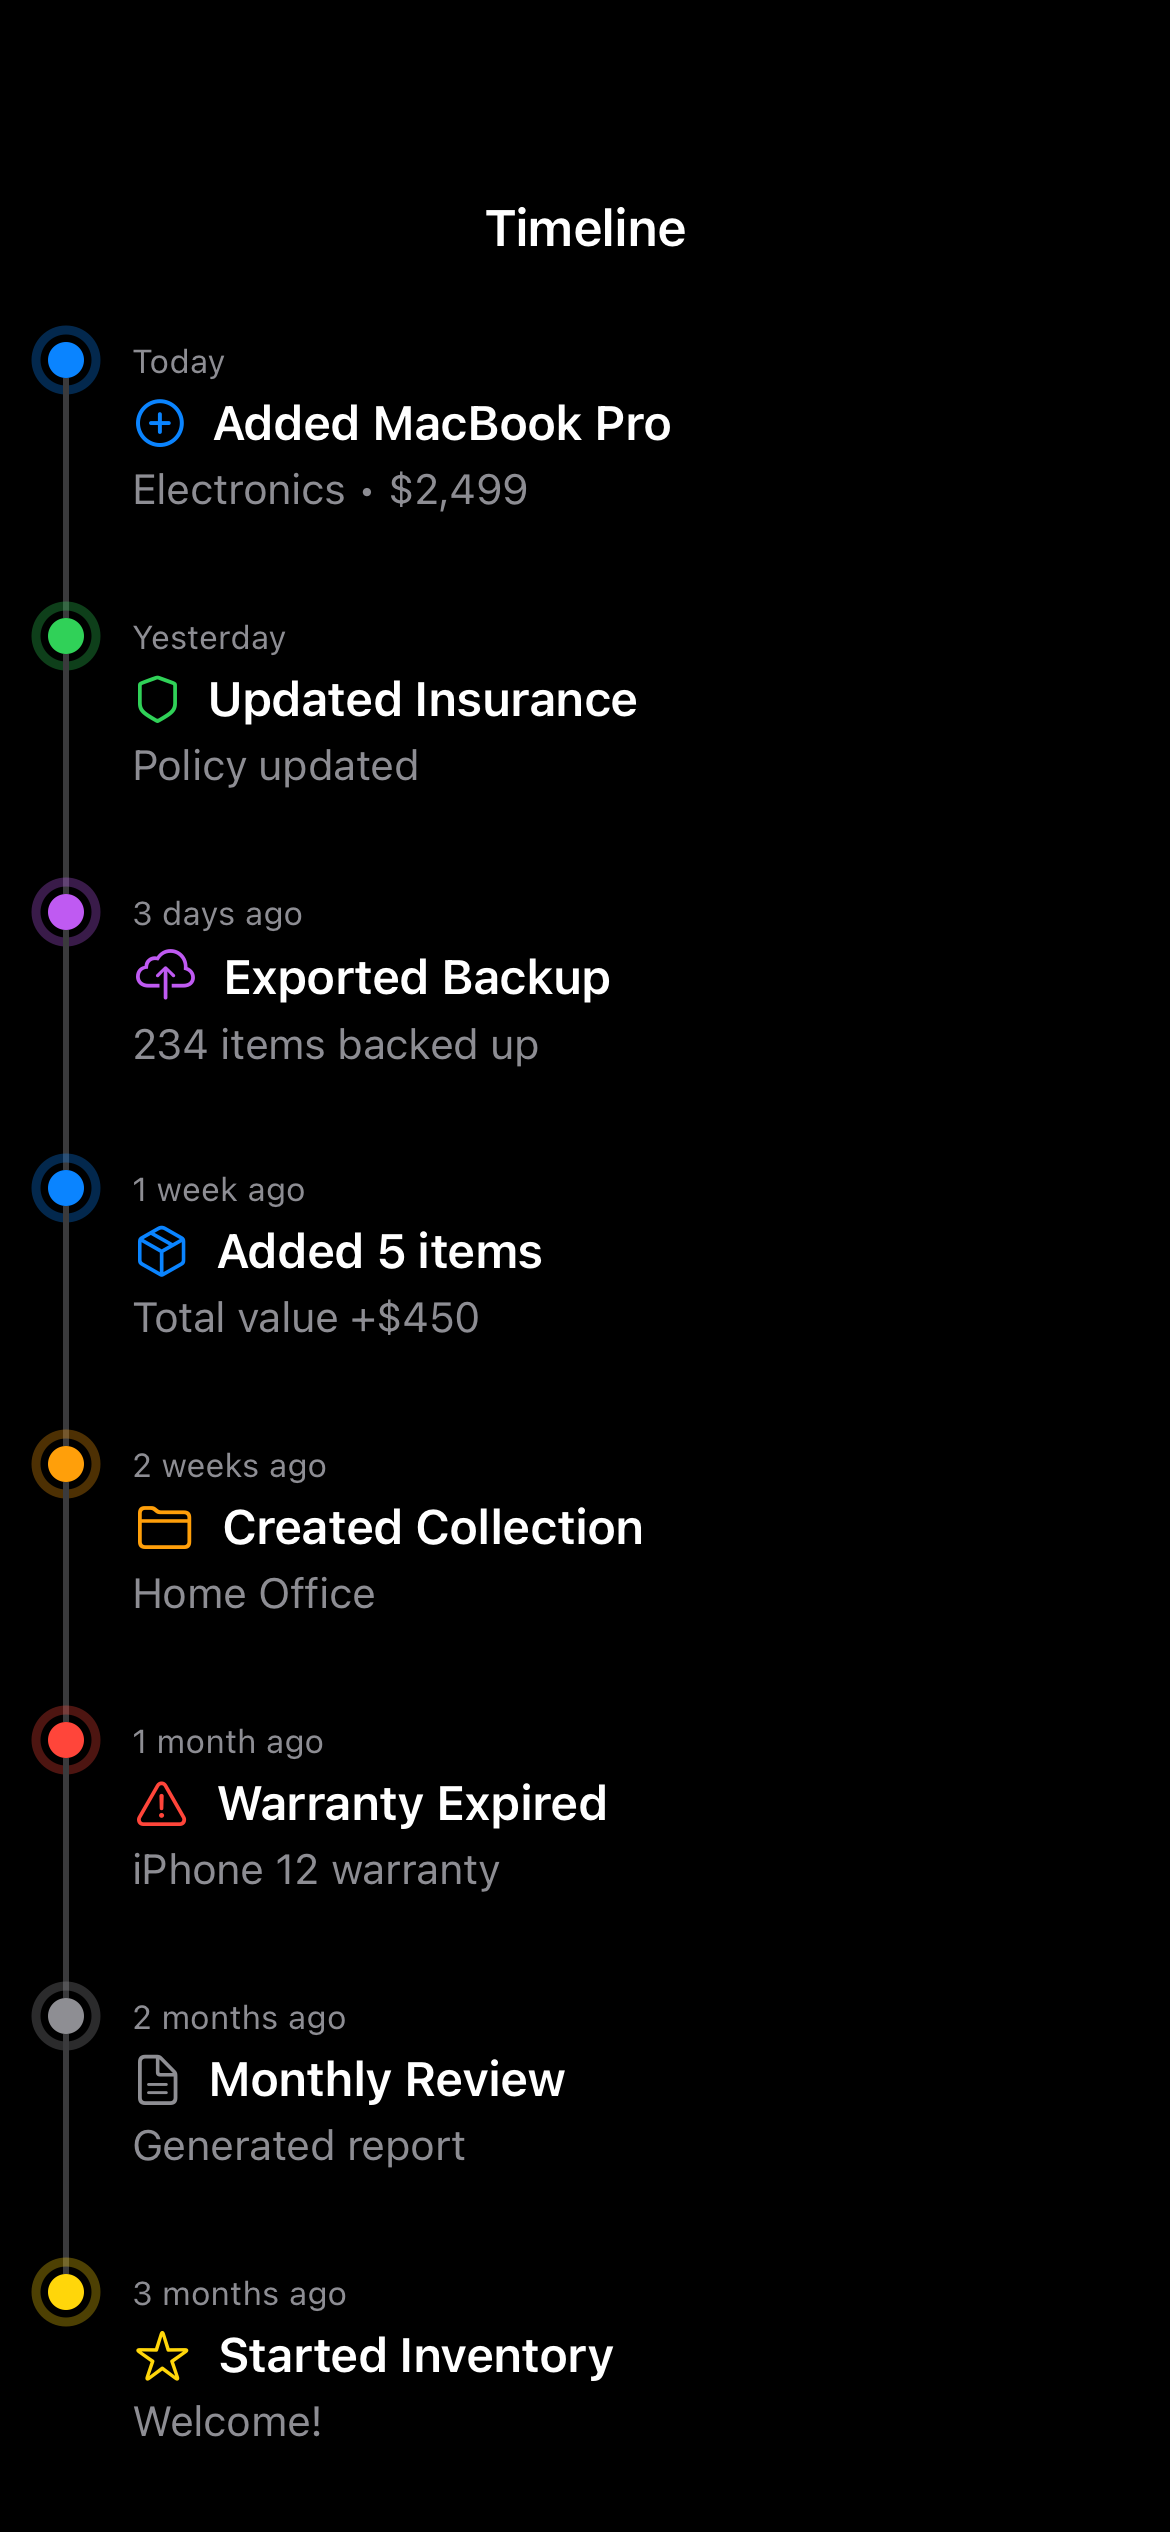 Timeline
Today
Added MacBook Pro
Electronics • $2,499
Yesterday
Updated Insurance
Policy updated
3 days ago
Exported Backup
234 items backed up
1 week ago
Added 5 items
Total value +$450
2 weeks ago
Created Collection
Home Office
1 month ago
Warranty Expired
iPhone 12 warranty
2 months ago
Monthly Review
Generated report
3 months ago
Started Inventory
Welcome!